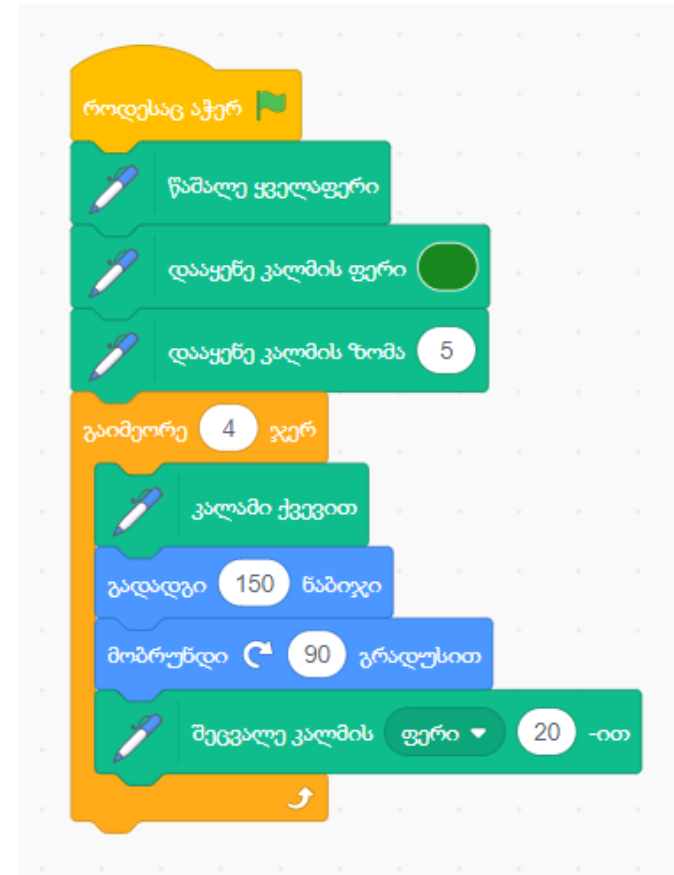 როდესაც აჭერ
წაშალე ყველაფერი
დააყენე კალმის ფერი
დააყენე კალმის ზომა 5
გაიმეორე 4 ჯერ
კალამი ქვევით
გადადგი 150 ნაბიჯი
მობრუნდი 90 გრადუსით
შეცვალე კალმის ფერი 20 -ით